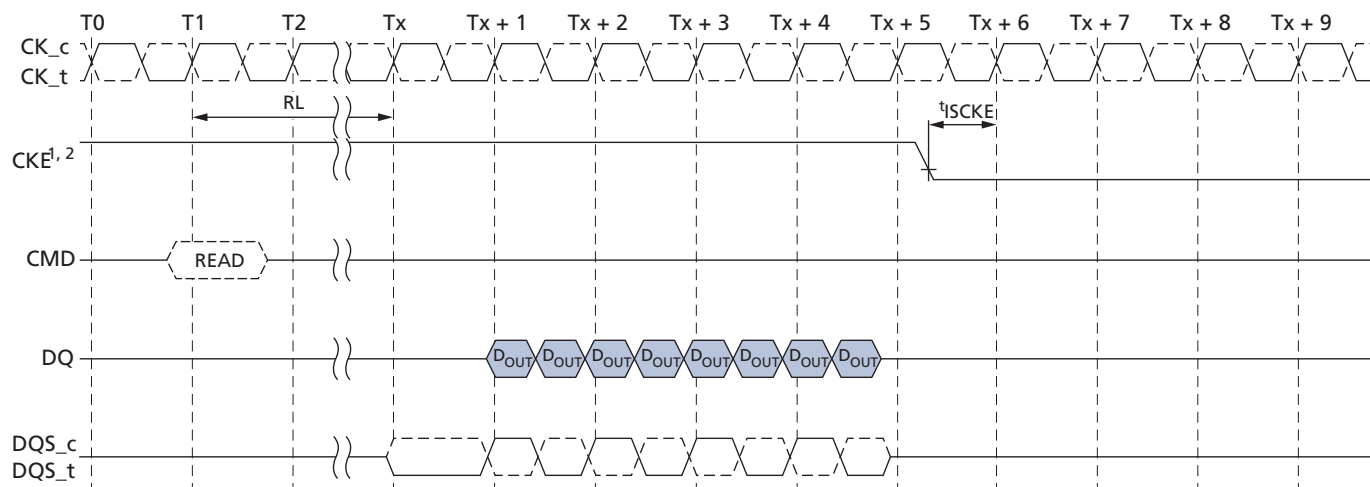 T0 T1 T2 Tx Tx + 1 Tx + 2 Tx + 3 Tx + 4 Tx + 5 Tx + 6 Tx + 7 Tx + 8 Tx + 9
CK_c
CK_t
RL
tISCKE
CKE1, 2
CMD READ
DQ DOUT DOUT DOUT DOUT DOUT DOUT DOUT DOUT
DQS_c
DQS_t